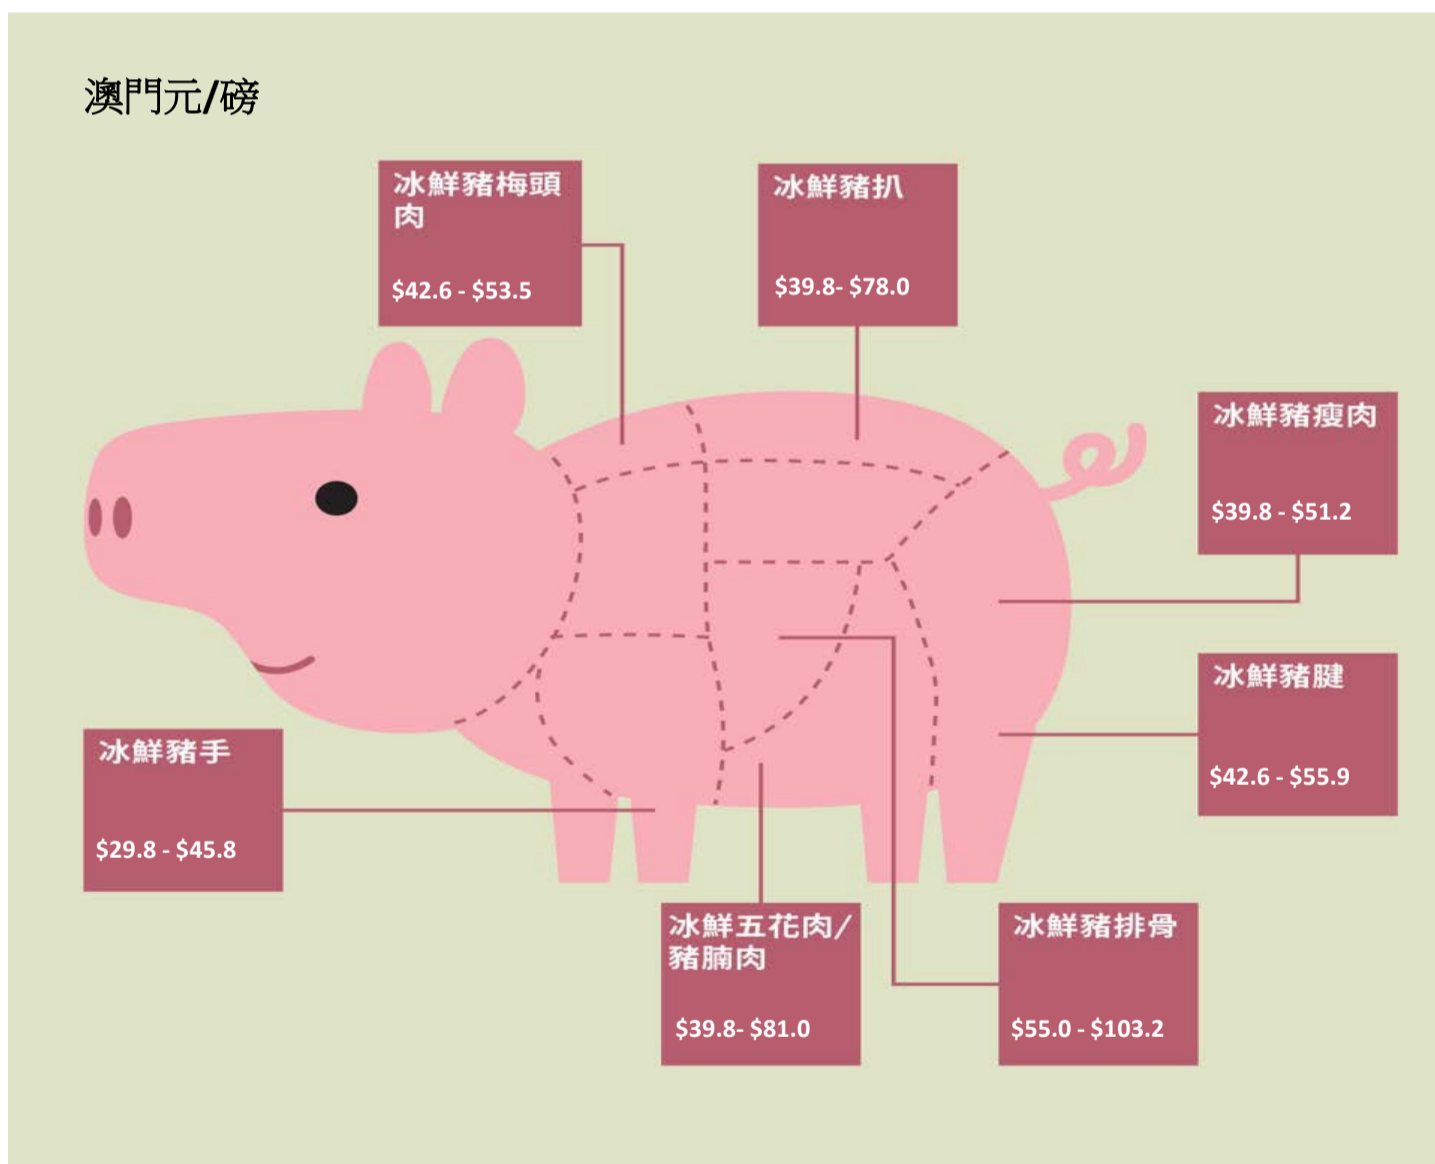 澳門元/磅
冰鮮豬梅頭
肉
$42.6 - $53.5
冰鮮豬扒
$39.8- $78.0
冰鮮豬瘦肉
$39.8 - $51.2
冰鮮豬腱
$42.6 - $55.9
冰鮮豬手
$29.8 - $45.8
冰鮮五花肉/
豬腩肉
$39.8- $81.0
冰鮮豬排骨
$55.0 - $103.2